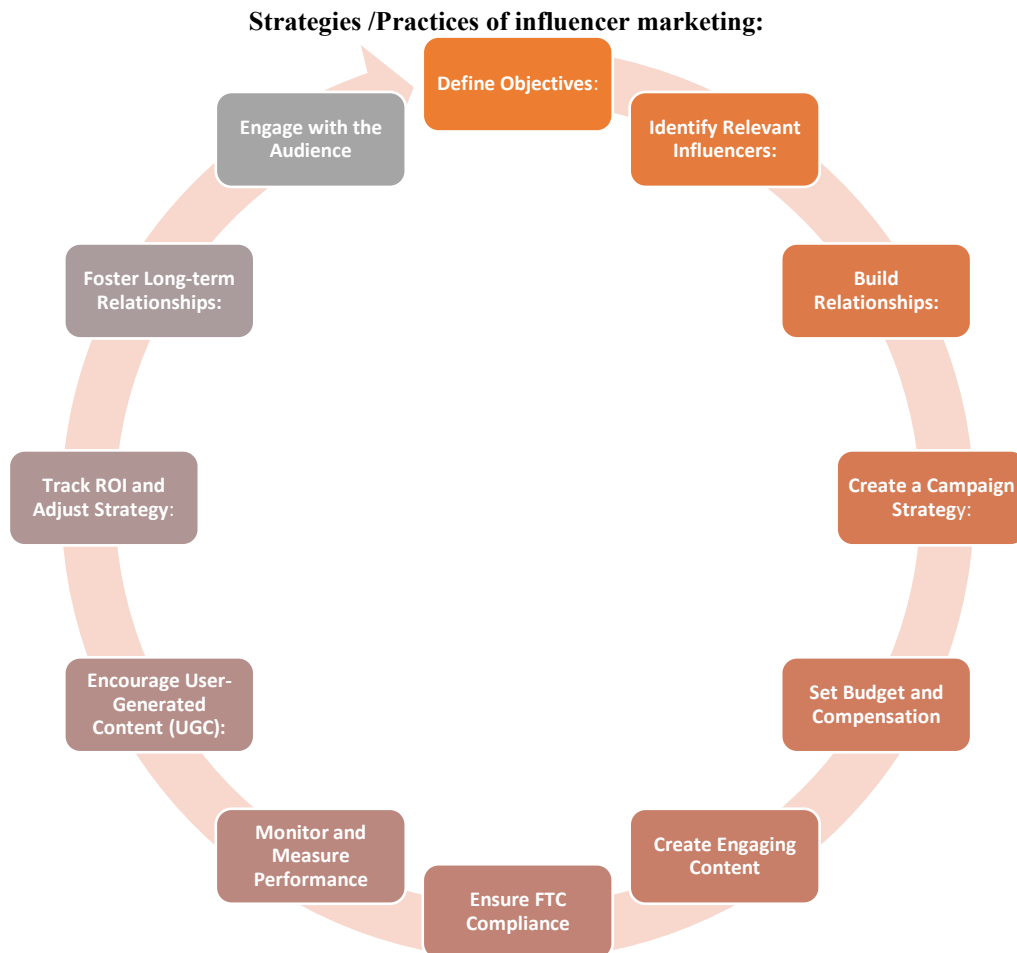 Strategies /Practices of influencer marketing:
Define Objectives:
Identify Relevant
Influencers:
Build
Relationships:
Create a Campaign
Strategy:
Set Budget and
Compensation
Create Engaging
Content
Ensure FTC
Compliance
Monitor and
Measure
Performance
Encourage User-
Generated
Content (UGC):
Track ROI and
Adjust Strategy:
Foster Long-term
Relationships:
Engage with the
Audience